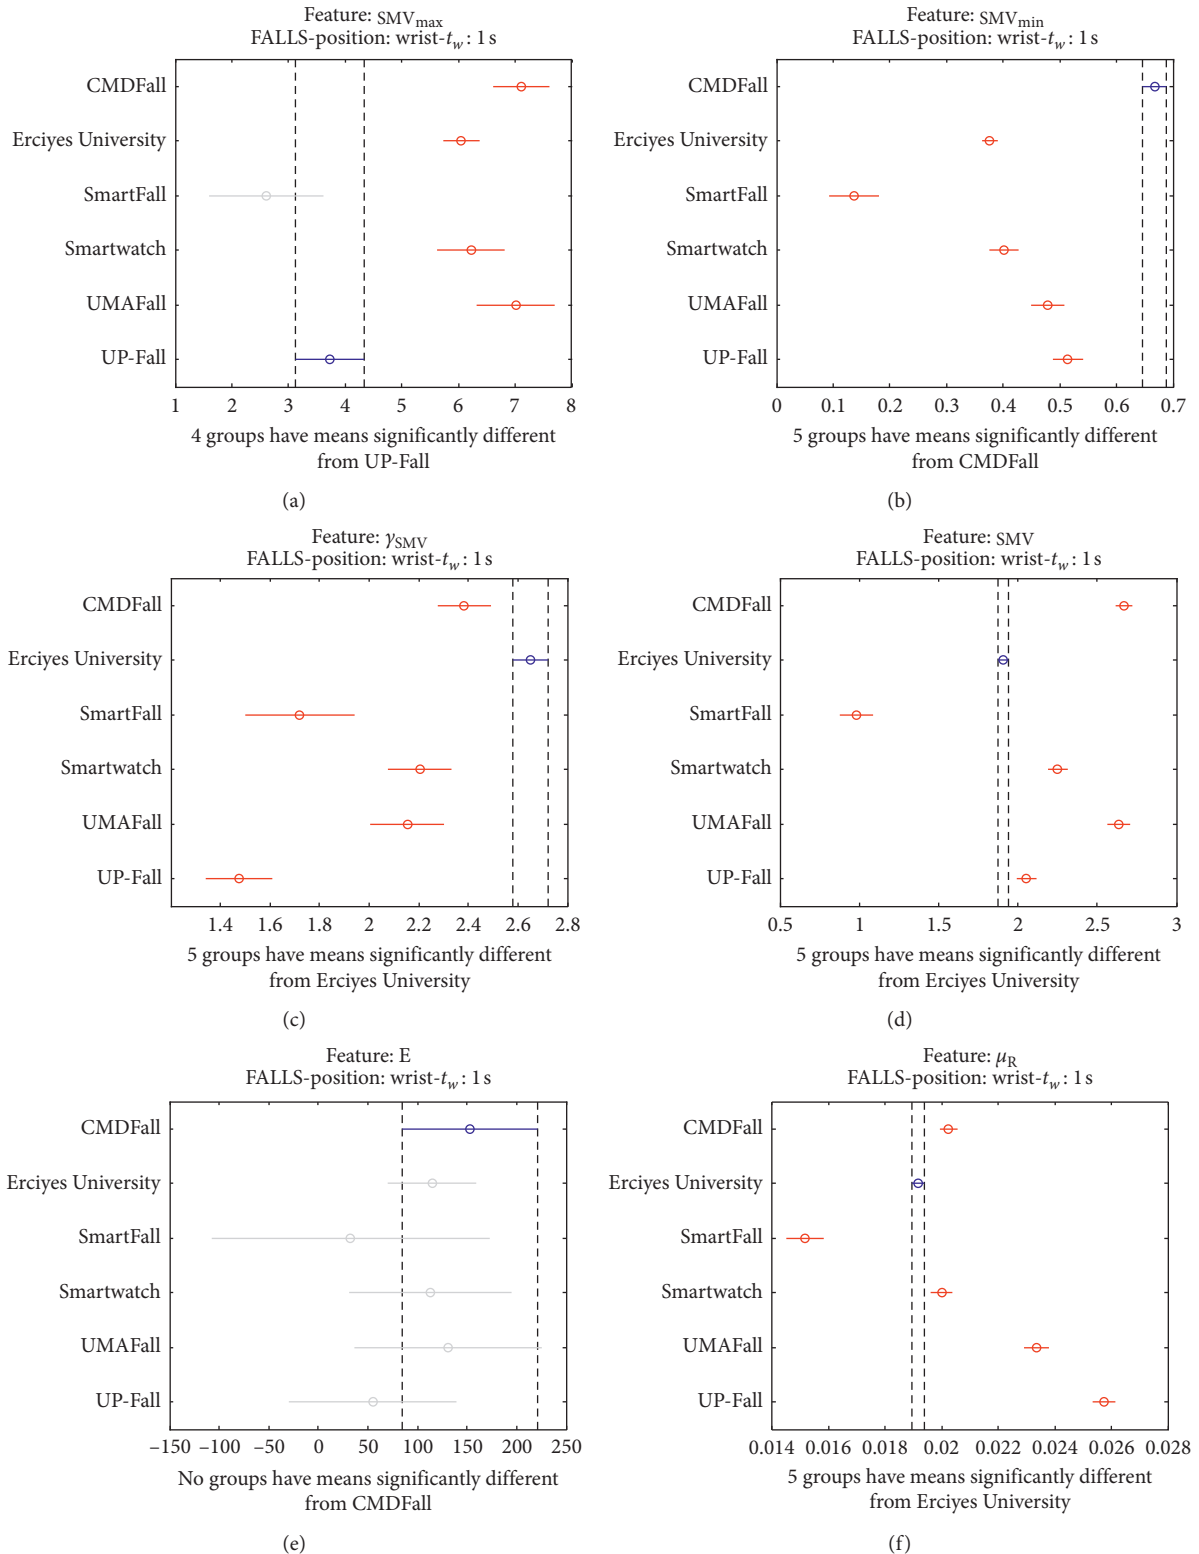 Feature: SMVmax
FALLS-position: wrist-tw: 1 s
CMDFall
Erciyes University
SmartFall
Smartwatch
UMAFall
UP-Fall
1 2 3 4 5 6 7 8
4 groups have means significantly different
from UP-Fall
(a)
Feature: SMVmin
FALLS-position: wrist-tw: 1 s
CMDFall
Erciyes University
SmartFall
Smartwatch
UMAFall
UP-Fall
0 0.1 0.2 0.3 0.4 0.5 0.6 0.7
5 groups have means significantly different
from CMDFall
(b)
Feature: γSMV
FALLS-position: wrist-tw: 1 s
CMDFall
Erciyes University
SmartFall
Smartwatch
UMAFall
UP-Fall
1.4 1.6 1.8 2 2.2 2.4 2.6 2.8
5 groups have means significantly different
from Erciyes University
(c)
Feature: SMV
FALLS-position: wrist-tw: 1 s
CMDFall
Erciyes University
SmartFall
Smartwatch
UMAFall
UP-Fall
0.5 1 1.5 2 2.5 3
5 groups have means significantly different
from Erciyes University
(d)
Feature: E
FALLS-position: wrist-tw: 1 s
CMDFall
Erciyes University
SmartFall
Smartwatch
UMAFall
UP-Fall
–150 –100 –50 0 50 100 150 200 250
No groups have means significantly different
from CMDFall
(e)
Feature: μR
FALLS-position: wrist-tw: 1 s
CMDFall
Erciyes University
SmartFall
Smartwatch
UMAFall
UP-Fall
0.014 0.016 0.018 0.02 0.022 0.024 0.026 0.028
5 groups have means significantly different
from Erciyes University
(f)